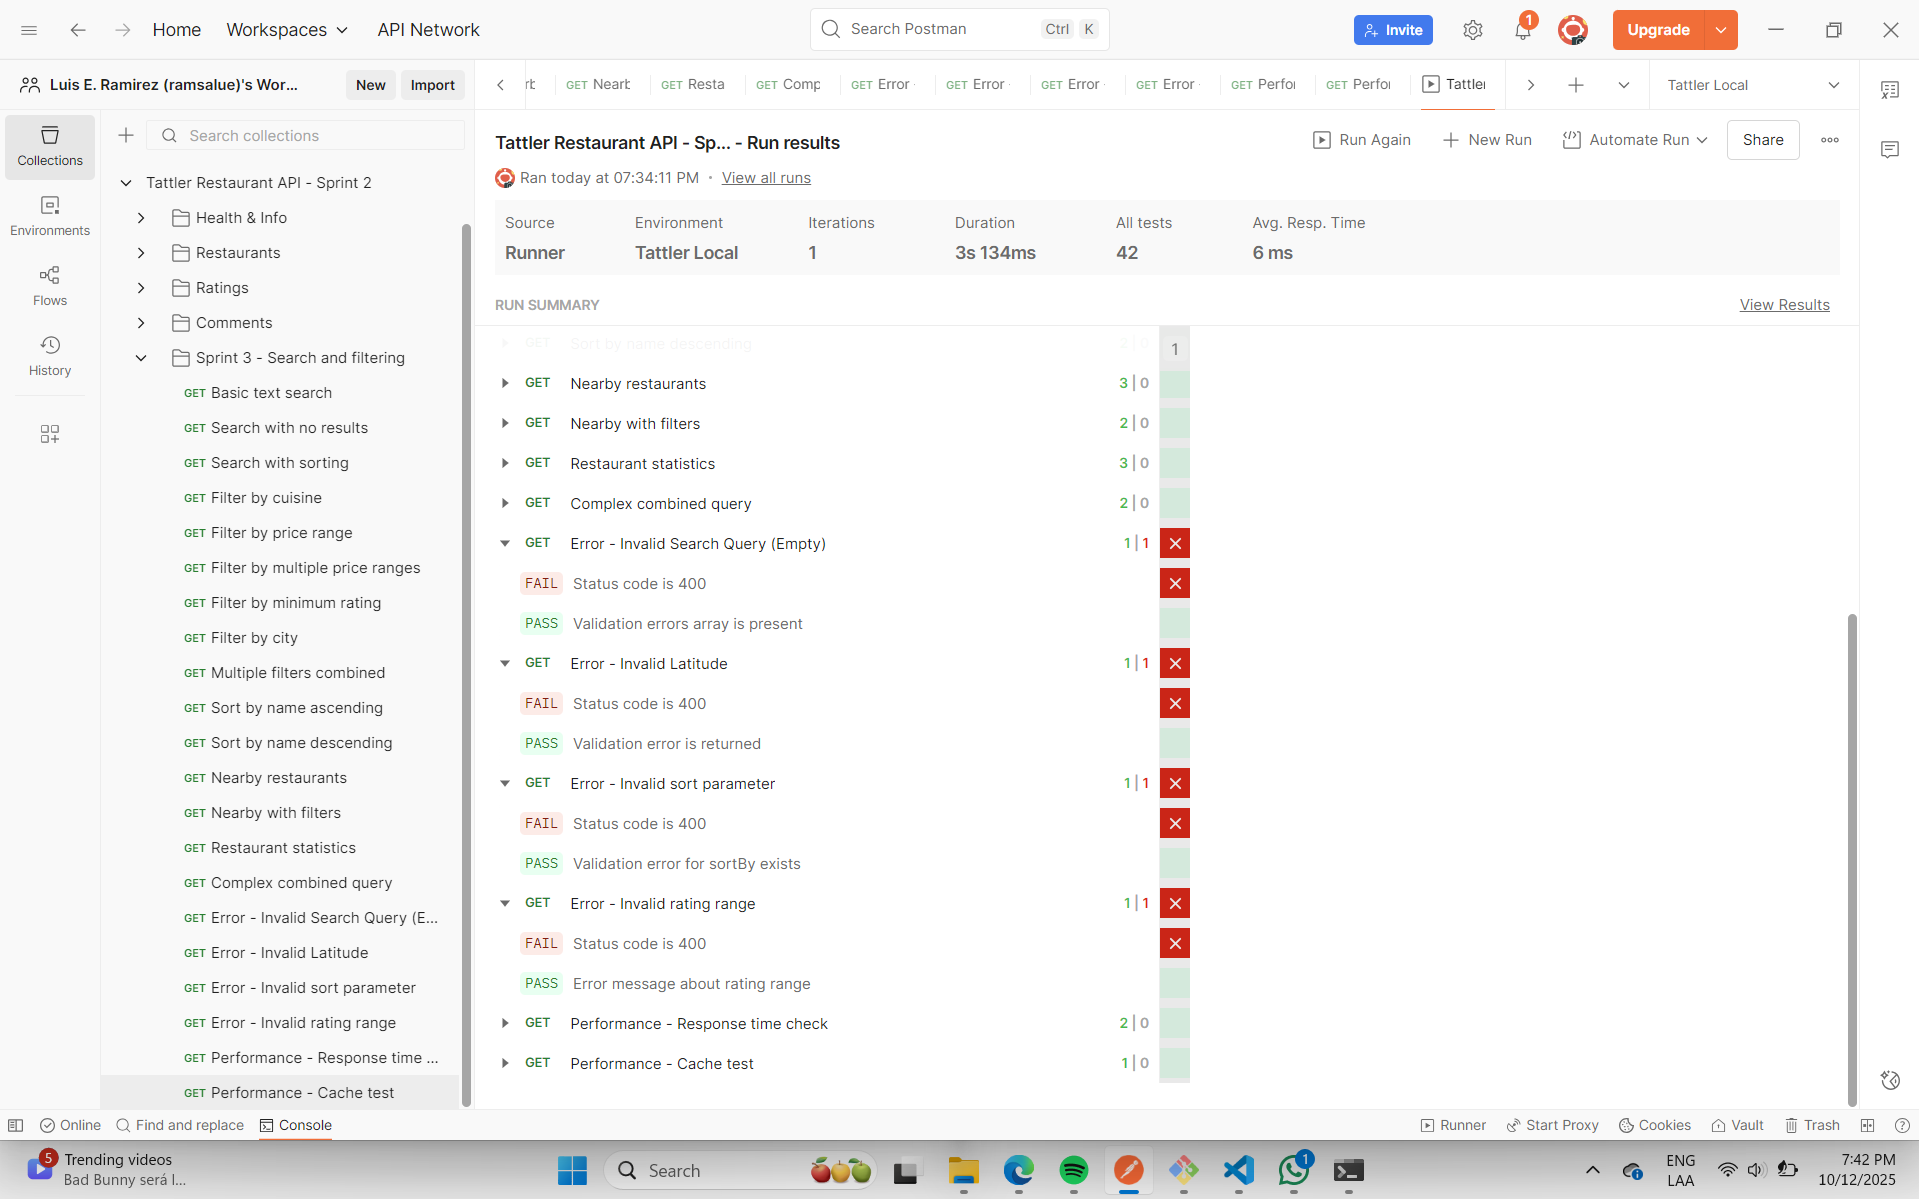 Home
Workspaces
API Network
Search Postman
Ctrl K
Invite
1
Upgrade
Luis E. Ramirez (ramsalue)'s Wor...
New
Import
GET Nearb
GET Resta
GET Comp
GET Error
GET Error
GET Error
GET Error
GET Perfor
GET Perfor
Tattler
Tattler Local
Collections
Environments
Flows
History
Search collections
Tattler Restaurant API - Sprint 2
Health & Info
Restaurants
Ratings
Comments
Sprint 3 - Search and filtering
GET Basic text search
GET Search with no results
GET Search with sorting
GET Filter by cuisine
GET Filter by price range
GET Filter by multiple price ranges
GET Filter by minimum rating
GET Filter by city
GET Multiple filters combined
GET Sort by name ascending
GET Sort by name descending
GET Nearby restaurants
GET Nearby with filters
GET Restaurant statistics
GET Complex combined query
GET Error - Invalid Search Query (E...
GET Error - Invalid Latitude
GET Error - Invalid sort parameter
GET Error - Invalid rating range
GET Performance - Response time ...
GET Performance - Cache test
Tattler Restaurant API - Sp... - Run results
Run Again
New Run
Automate Run
Share
Ran today at 07:34:11 PM · View all runs
Source Environment Iterations Duration All tests Avg. Resp. Time
Runner Tattler Local 1 3s 134ms 42 6 ms
RUN SUMMARY
View Results
GET Sort by name descending 2 | 0
1
GET Nearby restaurants 3 | 0
GET Nearby with filters 2 | 0
GET Restaurant statistics 3 | 0
GET Complex combined query 2 | 0
GET Error - Invalid Search Query (Empty) 1 | 1
FAIL Status code is 400
PASS Validation errors array is present
GET Error - Invalid Latitude 1 | 1
FAIL Status code is 400
PASS Validation error is returned
GET Error - Invalid sort parameter 1 | 1
FAIL Status code is 400
PASS Validation error for sortBy exists
GET Error - Invalid rating range 1 | 1
FAIL Status code is 400
PASS Error message about rating range
GET Performance - Response time check 2 | 0
GET Performance - Cache test 1 | 0
Online
Find and replace
Console
Runner
Start Proxy
Cookies
Vault
Trash
5
Trending videos
Bad Bunny será l...
Search
1
ENG
LAA
7:42 PM
10/12/2025